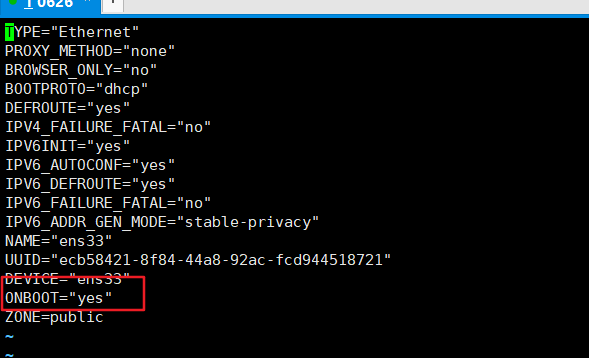 1 0626
TYPE="Ethernet"
PROXY_METHOD="none"
BROWSER_ONLY="no"
BOOTPROTO="dhcp"
DEFROUTE="yes"
IPV4_FAILURE_FATAL="no"
IPV6INIT="yes"
IPV6_AUTOCONF="yes"
IPV6_DEFROUTE="yes"
IPV6_FAILURE_FATAL="no"
IPV6_ADDR_GEN_MODE="stable-privacy"
NAME="ens33"
UUID="ecb58421-8f84-44a8-92ac-fcd944518721"
DEVICE="ens33"
ONBOOT="yes"
ZONE=public
~
~